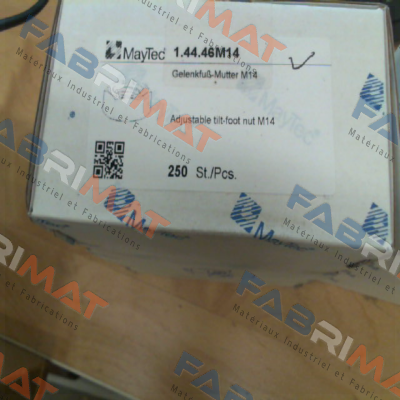 MayTec 1.44.46M14
Gelenkfuß-Mutter M14
Adjustable tilt-foot nut M14
250 St./Pcs.
FABRIMAT
Materiaux Industriel et Fabrications